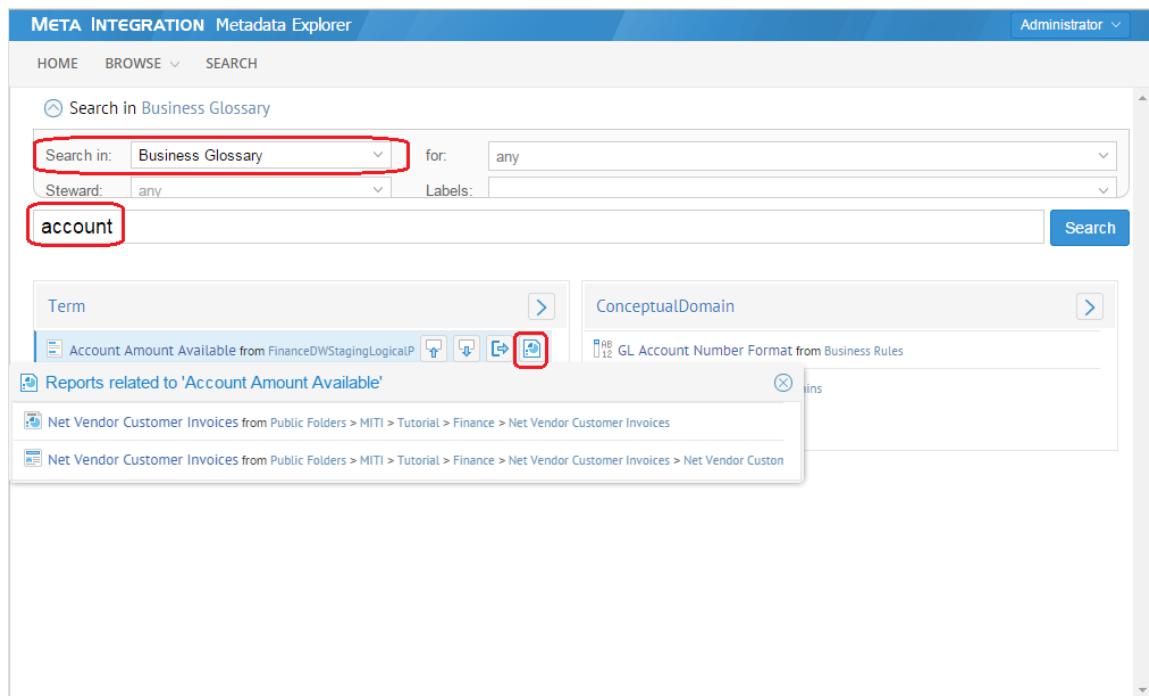 META INTEGRATION Metadata Explorer Administrator
HOME BROWSE SEARCH
Search in Business Glossary
Search in: Business Glossary for: any
Steward: any Labels:
account Search
Term ConceptualDomain
Account Amount Available from FinanceDWStagingLogicalP GL Account Number Format from Business Rules
Reports related to 'Account Amount Available'
Net Vendor Customer Invoices from Public Folders > MITI > Tutorial > Finance > Net Vendor Customer Invoices
Net Vendor Customer Invoices from Public Folders > MITI > Tutorial > Finance > Net Vendor Customer Invoices > Net Vendor Custon